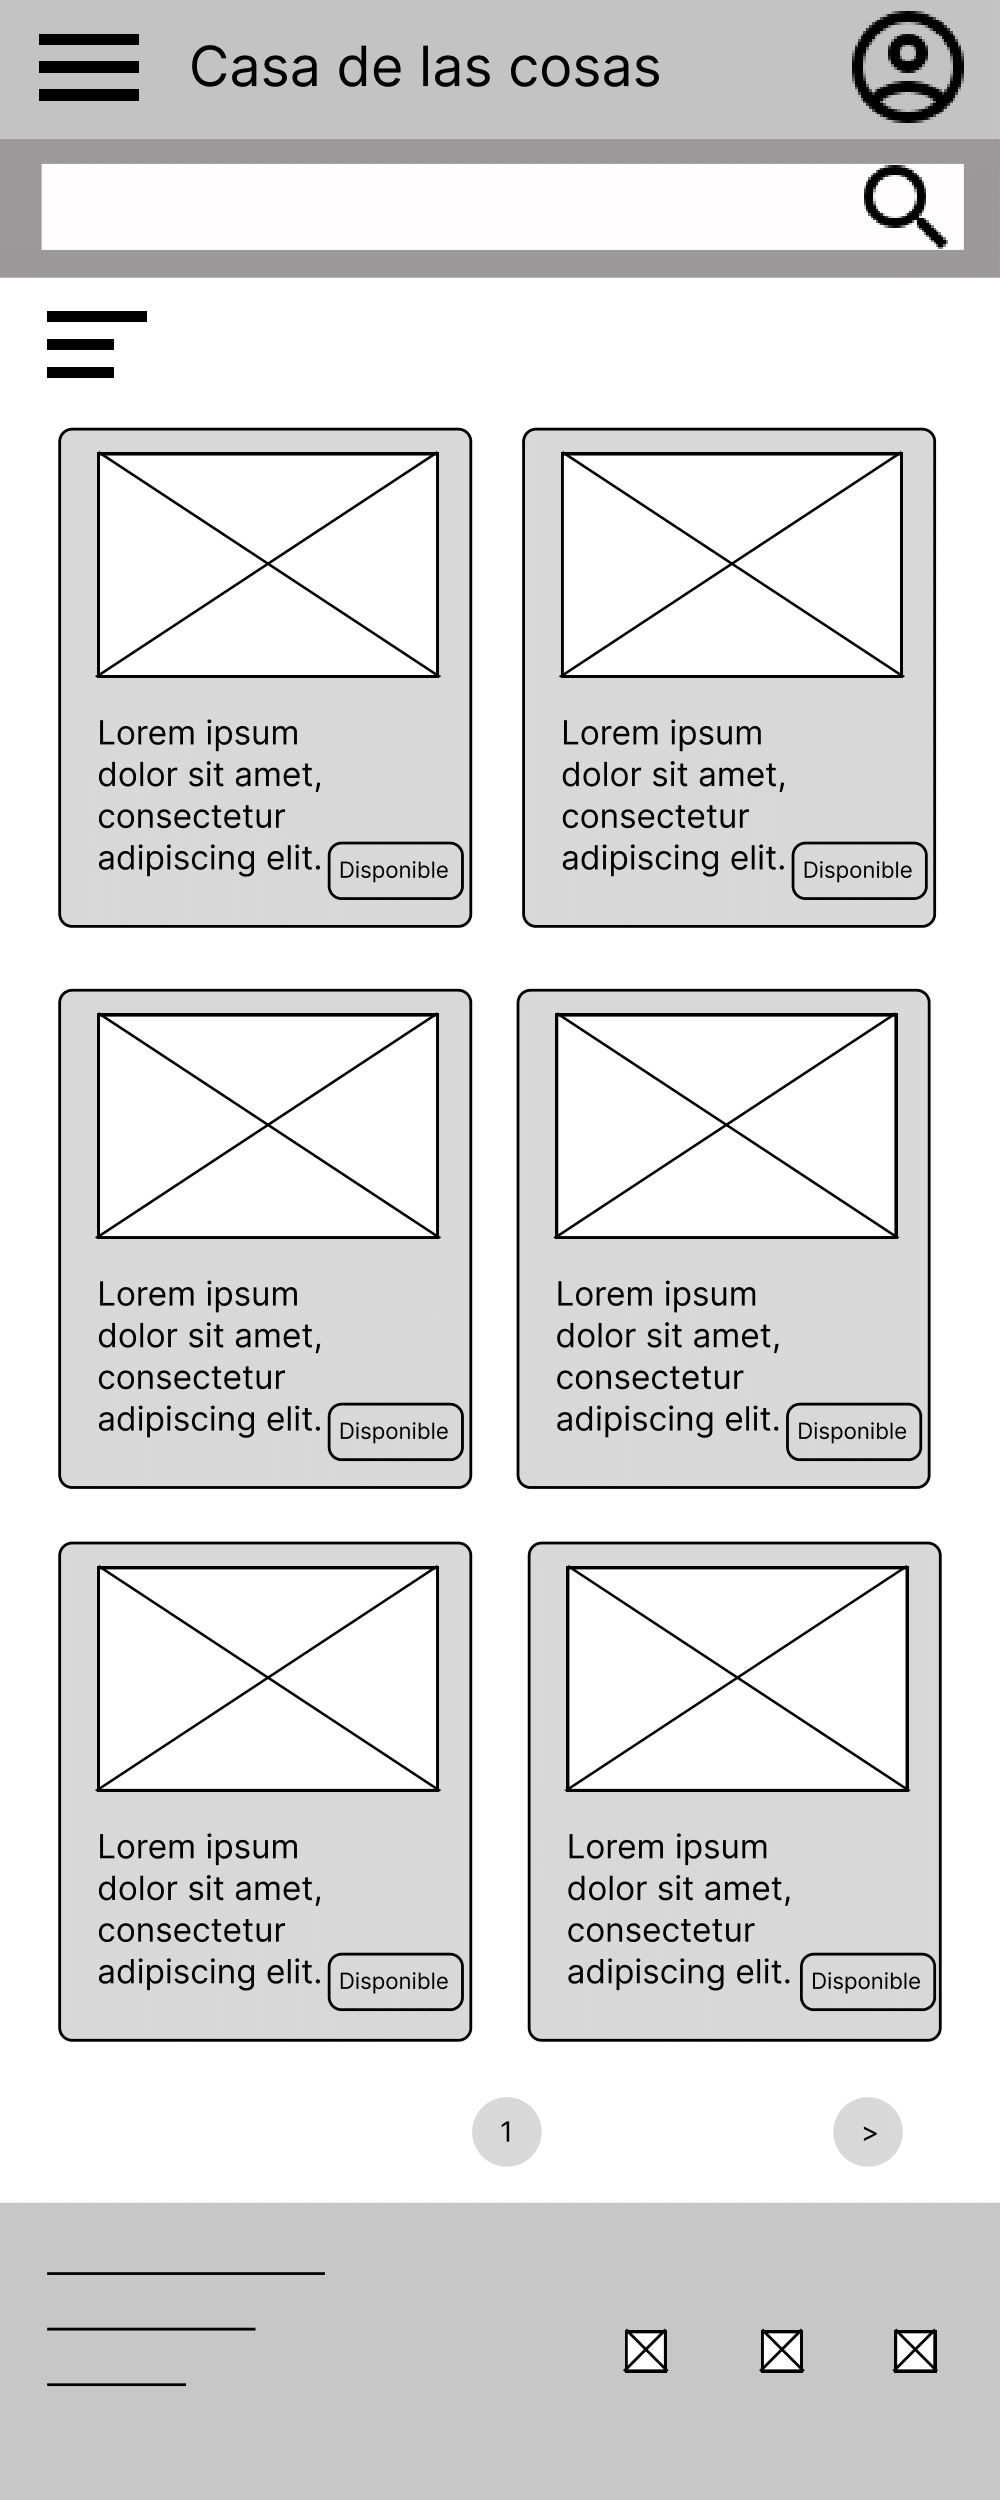 Casa de las cosas
Lorem ipsum
dolor sit amet,
consectetur
adipiscing elit.
Disponible
Lorem ipsum
dolor sit amet,
consectetur
adipiscing elit.
Disponible
Lorem ipsum
dolor sit amet,
consectetur
adipiscing elit.
Disponible
Lorem ipsum
dolor sit amet,
consectetur
adipiscing elit.
Disponible
Lorem ipsum
dolor sit amet,
consectetur
adipiscing elit.
Disponible
Lorem ipsum
dolor sit amet,
consectetur
adipiscing elit.
Disponible
1
>